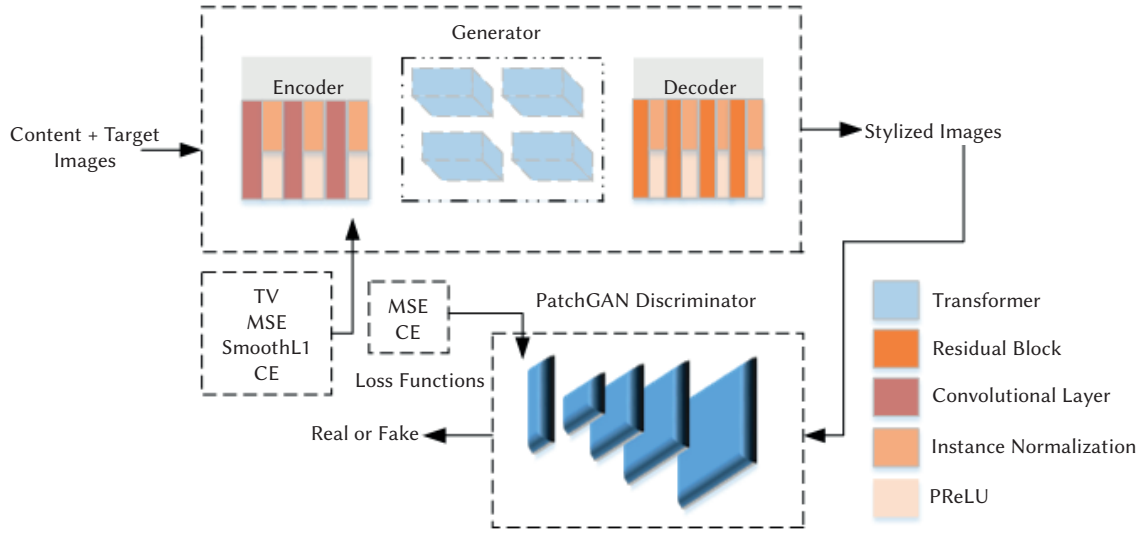 Generator
Encoder
Decoder
Content + Target
Images
Stylized Images
TV
MSE
SmoothL1
CE
MSE
CE
Loss Functions
PatchGAN Discriminator
Real or Fake
Transformer
Residual Block
Convolutional Layer
Instance Normalization
PReLU